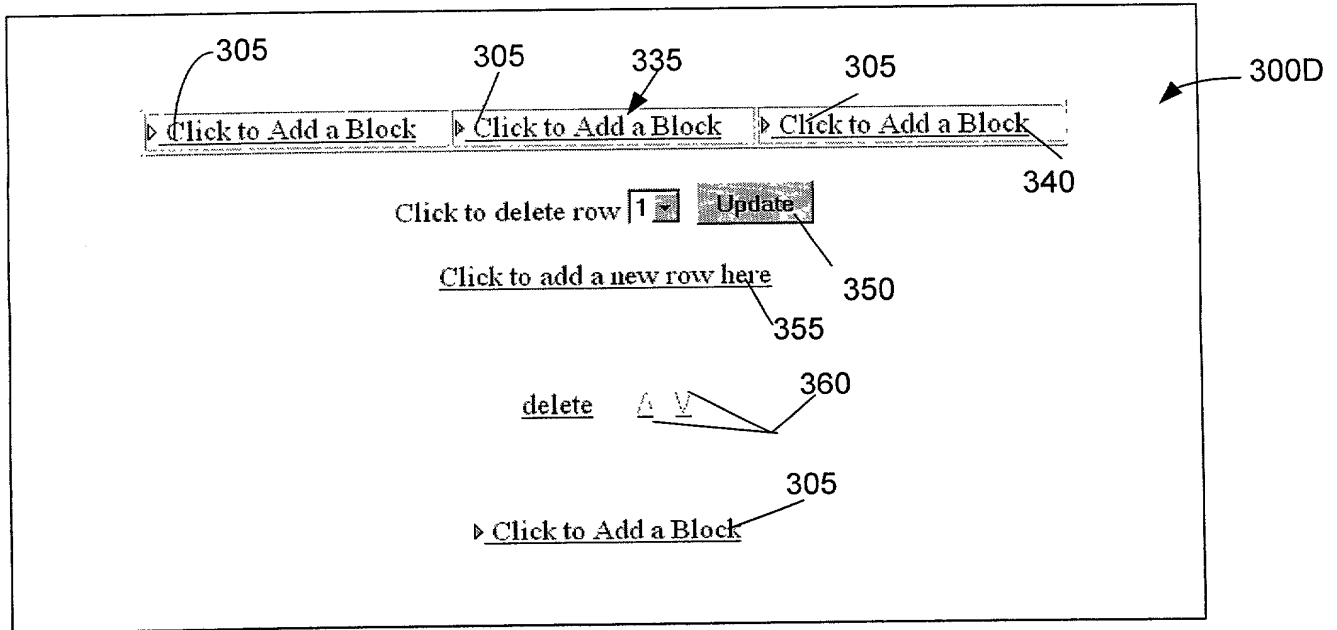 305 305 335 305 300D
Click to Add a Block Click to Add a Block Click to Add a Block
340
Click to delete row 1 Update
350
Click to add a new row here
355
360
delete Λ V
305
Click to Add a Block